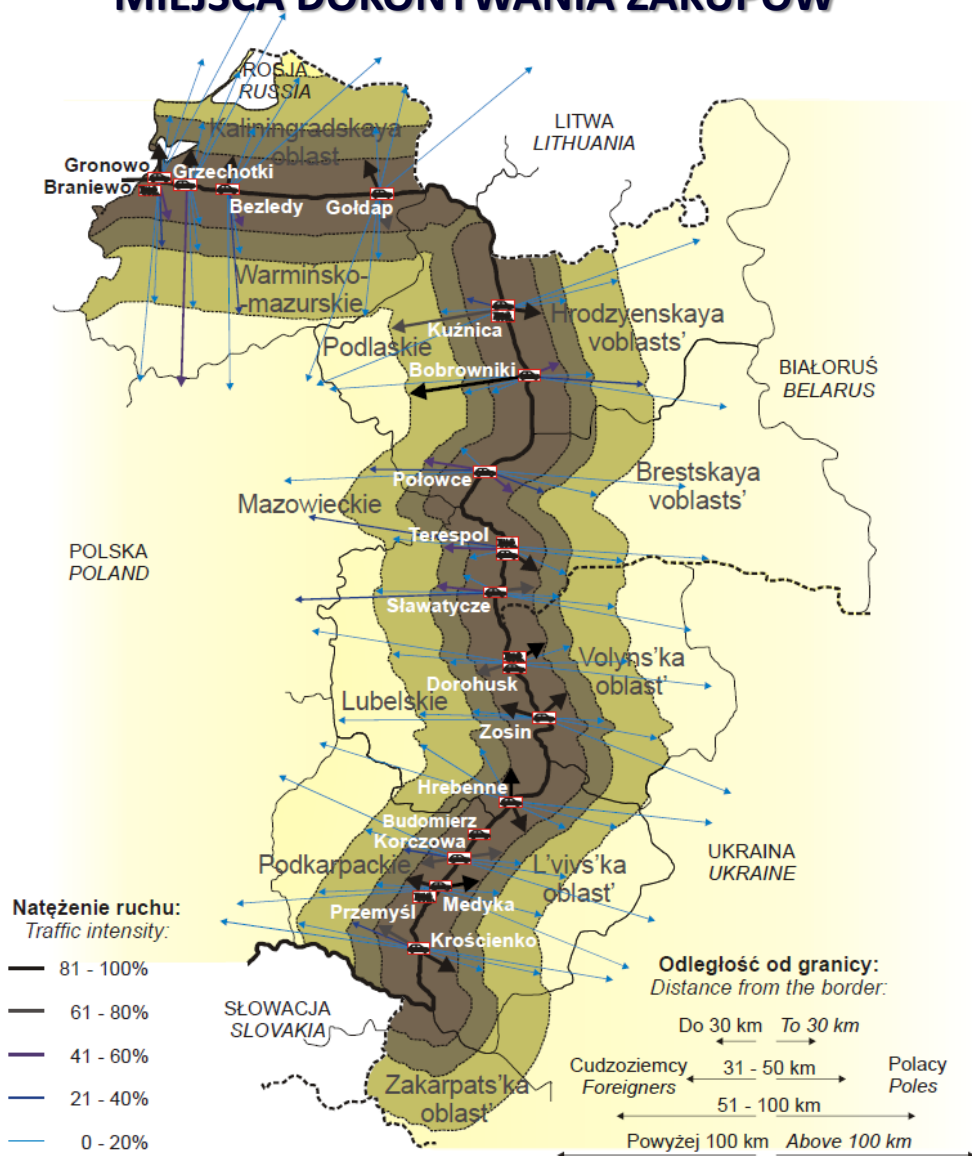 MIEJSCA DOKONYWANIA ZAKUPÓW
ROSJA
RUSSIA
LITWA
LITHUANIA
Kaliningradskaya
oblast
Gronowo
Grzechotki
Braniewo
Bezledy
Gołdap
Warmińsko-
-mazurskie
Hrodzyenskaya
voblasts'
Kuźnica
Podlaskie
Bobrowniki
BIAŁORUŚ
BELARUS
Połowce
Brestskaya
voblasts'
Mazowieckie
Terespol
POLSKA
POLAND
Sławatycze
Volyns'ka
oblast'
Dorohusk
Lubelskie
Zosin
Hrebenne
Budomierz
Korczowa
Podkarpackie
L'vivs'ka
oblast'
UKRAINA
UKRAINE
Medyka
Przemyśl
Krościenko
SŁOWACJA
SLOVAKIA
Zakarpats'ka
oblast'
Natężenie ruchu:
Traffic intensity:
81 - 100%
61 - 80%
41 - 60%
21 - 40%
0 - 20%
Odległość od granicy:
Distance from the border:
Do 30 km To 30 km
Cudzoziemcy
Foreigners
31 - 50 km
Polacy
Poles
51 - 100 km
Powyżej 100 km Above 100 km